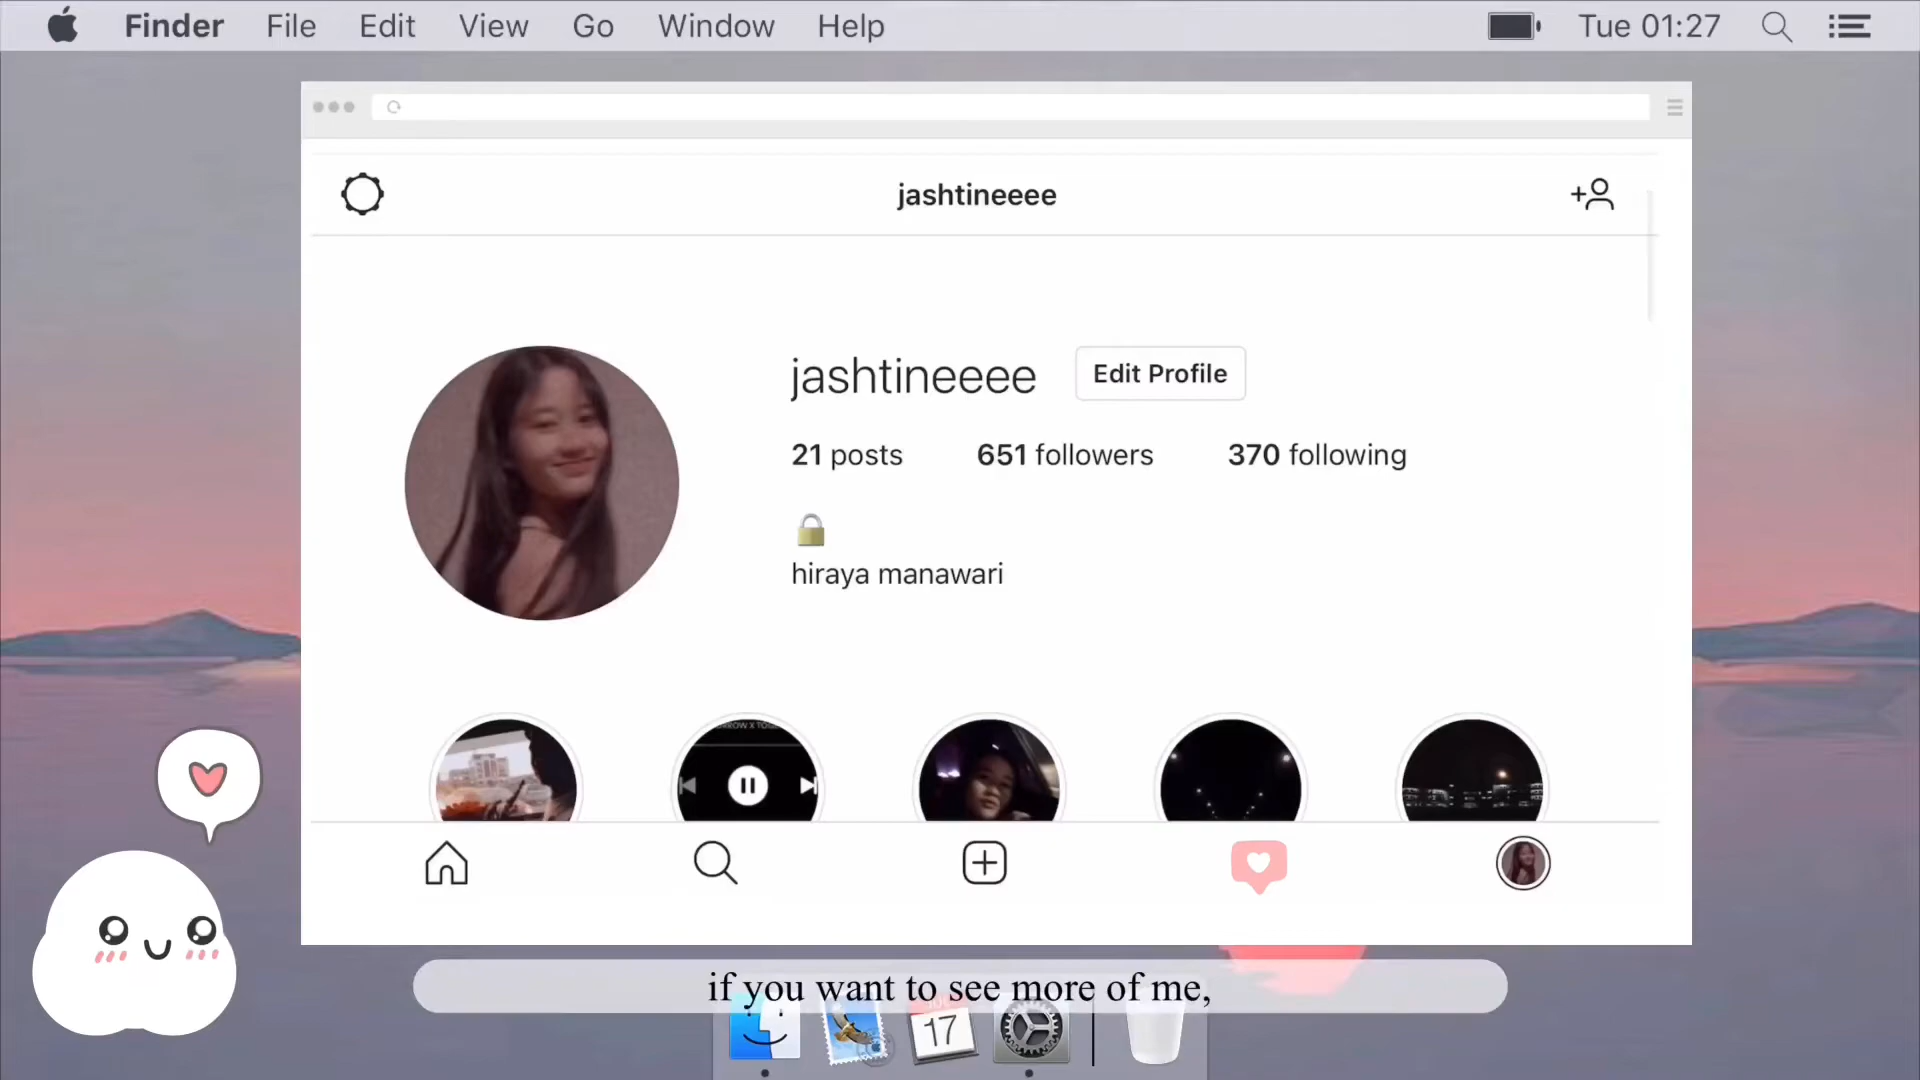 Finder File Edit View Go Window Help Tue 01:27
jashtineeee
jashtineeee Edit Profile
21 posts 651 followers 370 following
hiraya manawari
if you want to see more of me,
17